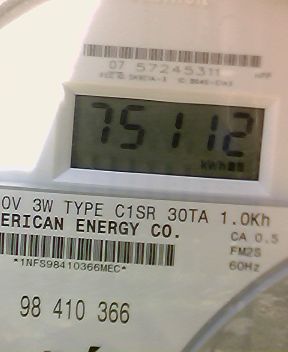 07 57245311
75112
kWh
0V 3W TYPE C1SR 30TA 1.0Kh
ERICAN ENERGY CO.
CA 0.5
FM2S
*1NFS98410366MEC*
60Hz
98 410 366